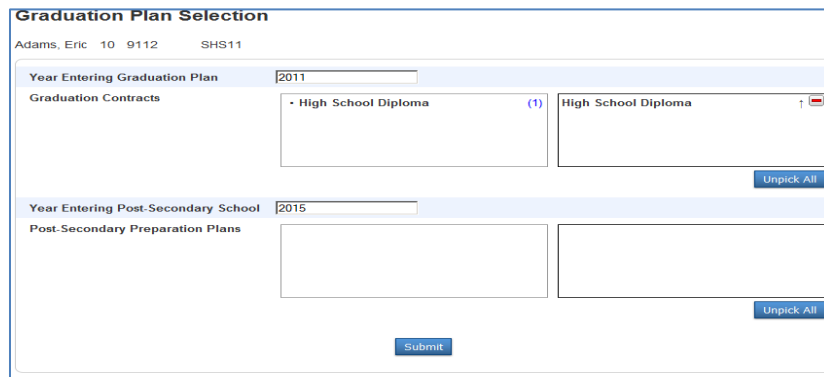 Graduation Plan Selection
Adams, Eric 10 9112 SHS11
Year Entering Graduation Plan 2011
Graduation Contracts • High School Diploma (1) High School Diploma ↑
Unpick All
Year Entering Post-Secondary School 2015
Post-Secondary Preparation Plans
Unpick All
Submit